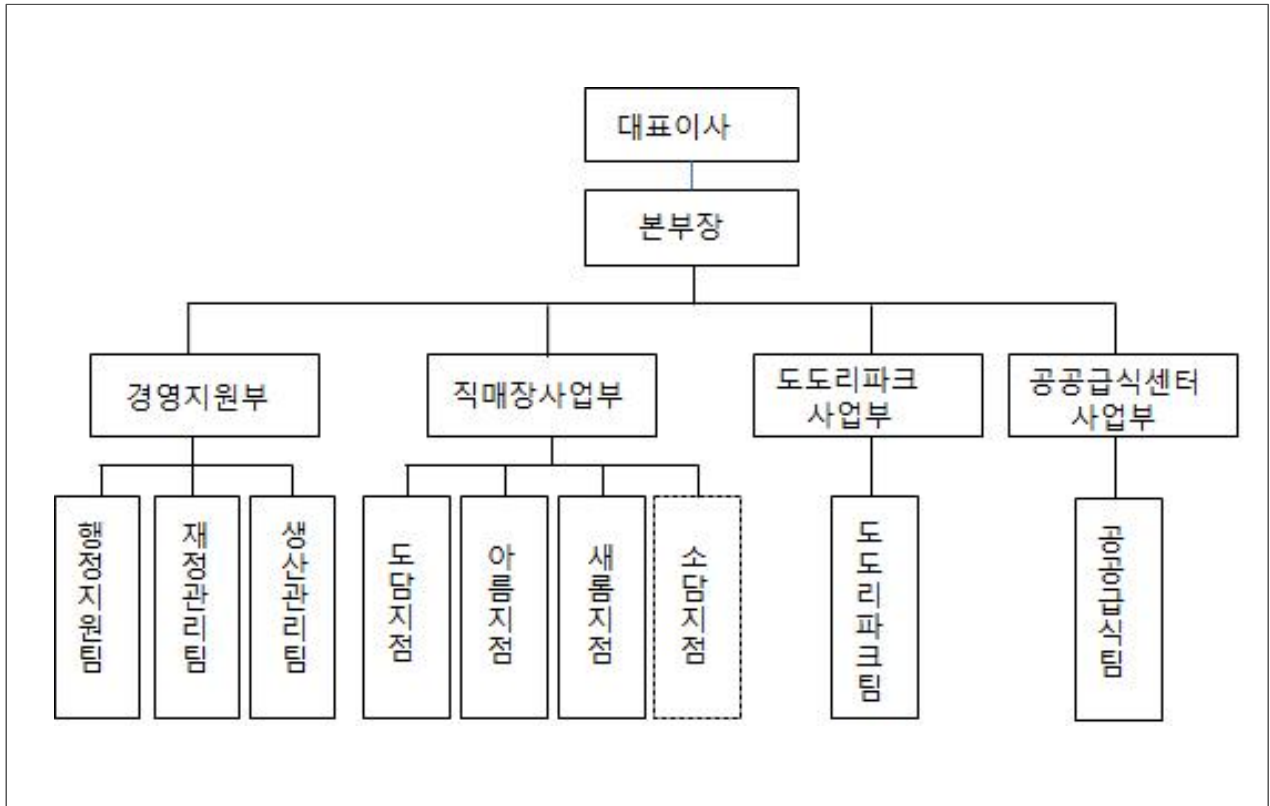 대표이사
본부장
경영지원부
직매장사업부
도도리파크
사업부
공공급식센터
사업부
행정지원팀
재정관리팀
생산관리팀
도담지점
아름지점
새롬지점
소담지점
도도리파크팀
공공급식팀